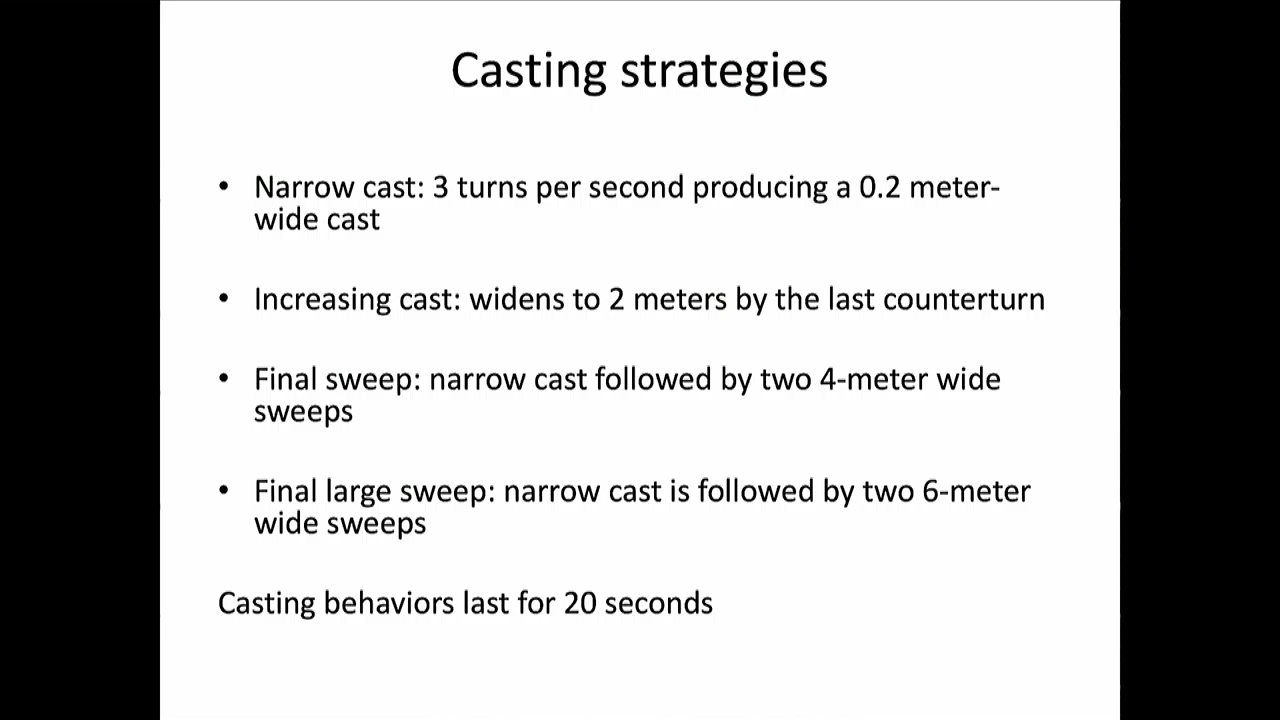 Casting strategies
• Narrow cast: 3 turns per second producing a 0.2 meter-
wide cast
• Increasing cast: widens to 2 meters by the last counterturn
• Final sweep: narrow cast followed by two 4-meter wide
sweeps
• Final large sweep: narrow cast is followed by two 6-meter
wide sweeps
Casting behaviors last for 20 seconds